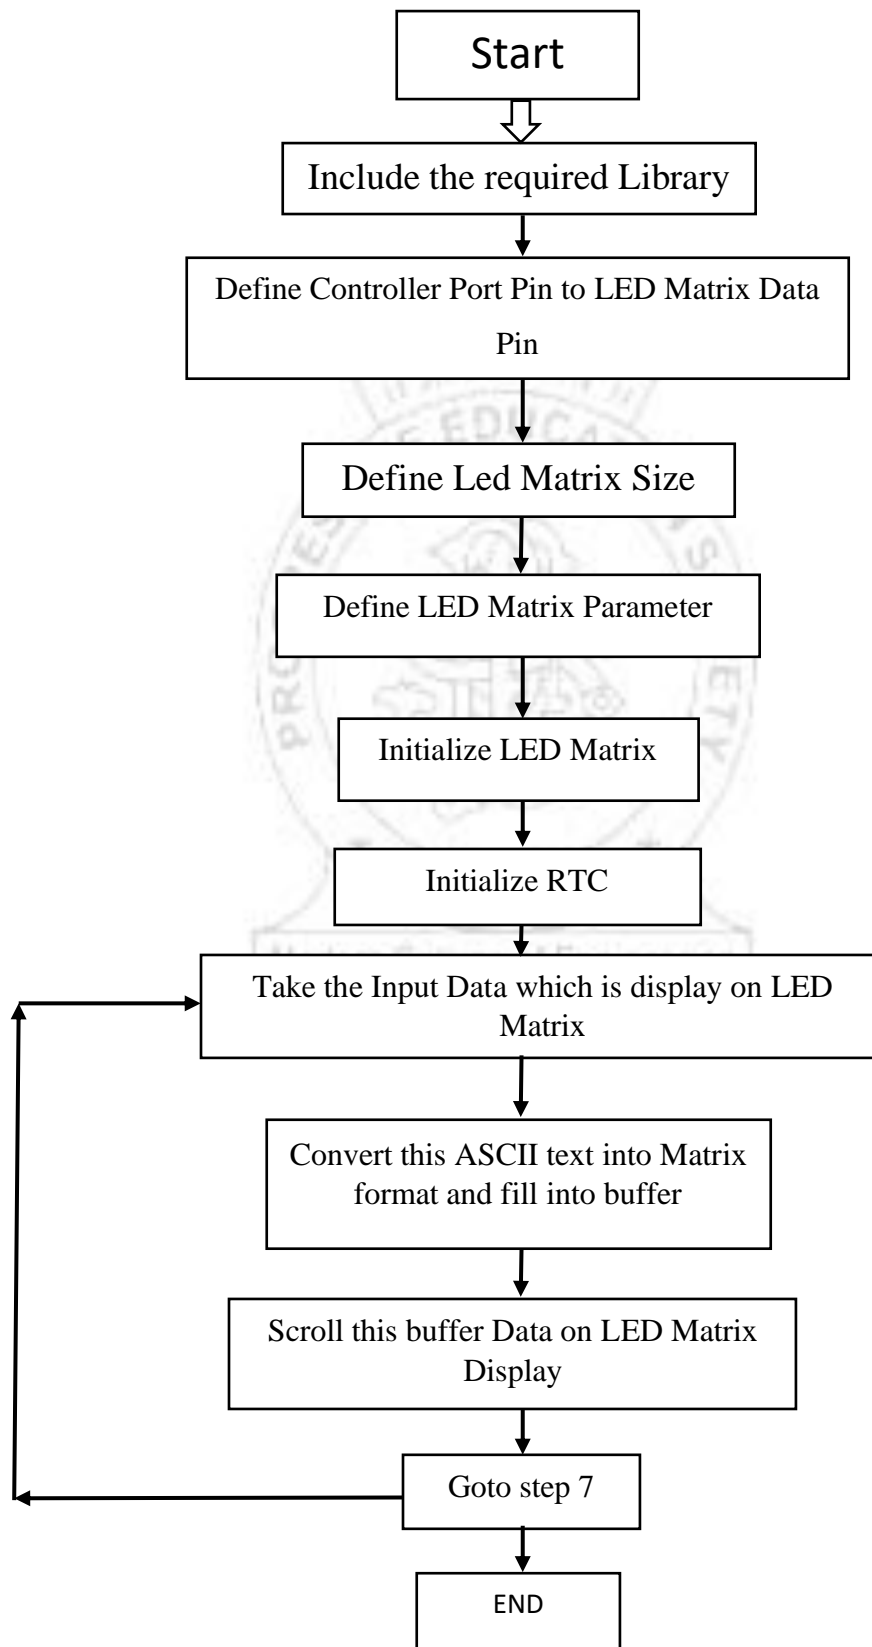 Start
Include the required Library
Define Controller Port Pin to LED Matrix Data
Pin
Define Led Matrix Size
Define LED Matrix Parameter
Initialize LED Matrix
Initialize RTC
Take the Input Data which is display on LED
Matrix
Convert this ASCII text into Matrix
format and fill into buffer
Scroll this buffer Data on LED Matrix
Display
Goto step 7
END